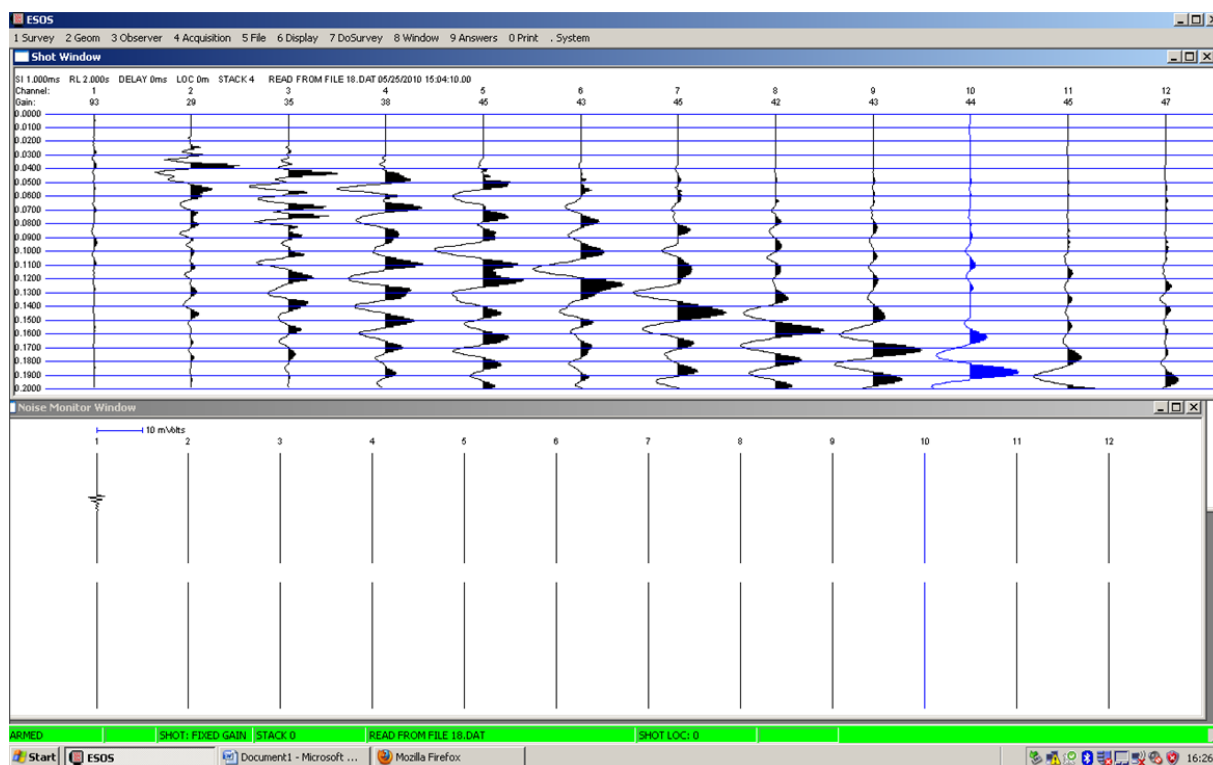 ESOS
1 Survey 2 Geom 3 Observer 4 Acquisition 5 File 6 Display 7 DoSurvey 8 Window 9 Answers 0 Print . System
Shot Window
SI 1.000ms RL 2.000s DELAY 0ms LOC 0m STACK 4 READ FROM FILE 18.DAT 05/25/2010 15:04:10.00
Channel: 1 2 3 4 5 6 7 8 9 10 11 12
Gain: 93 29 35 38 45 43 45 42 43 44 45 47
0.0000
0.0100
0.0200
0.0300
0.0400
0.0500
0.0600
0.0700
0.0800
0.0900
0.1000
0.1100
0.1200
0.1300
0.1400
0.1500
0.1600
0.1700
0.1800
0.1900
0.2000
Noise Monitor Window
10 mVolts
1 2 3 4 5 6 7 8 9 10 11 12
ARMED SHOT: FIXED GAIN STACK 0 READ FROM FILE 18.DAT SHOT LOC: 0
Start ESOS Document1 - Microsoft ... Mozilla Firefox 16:26